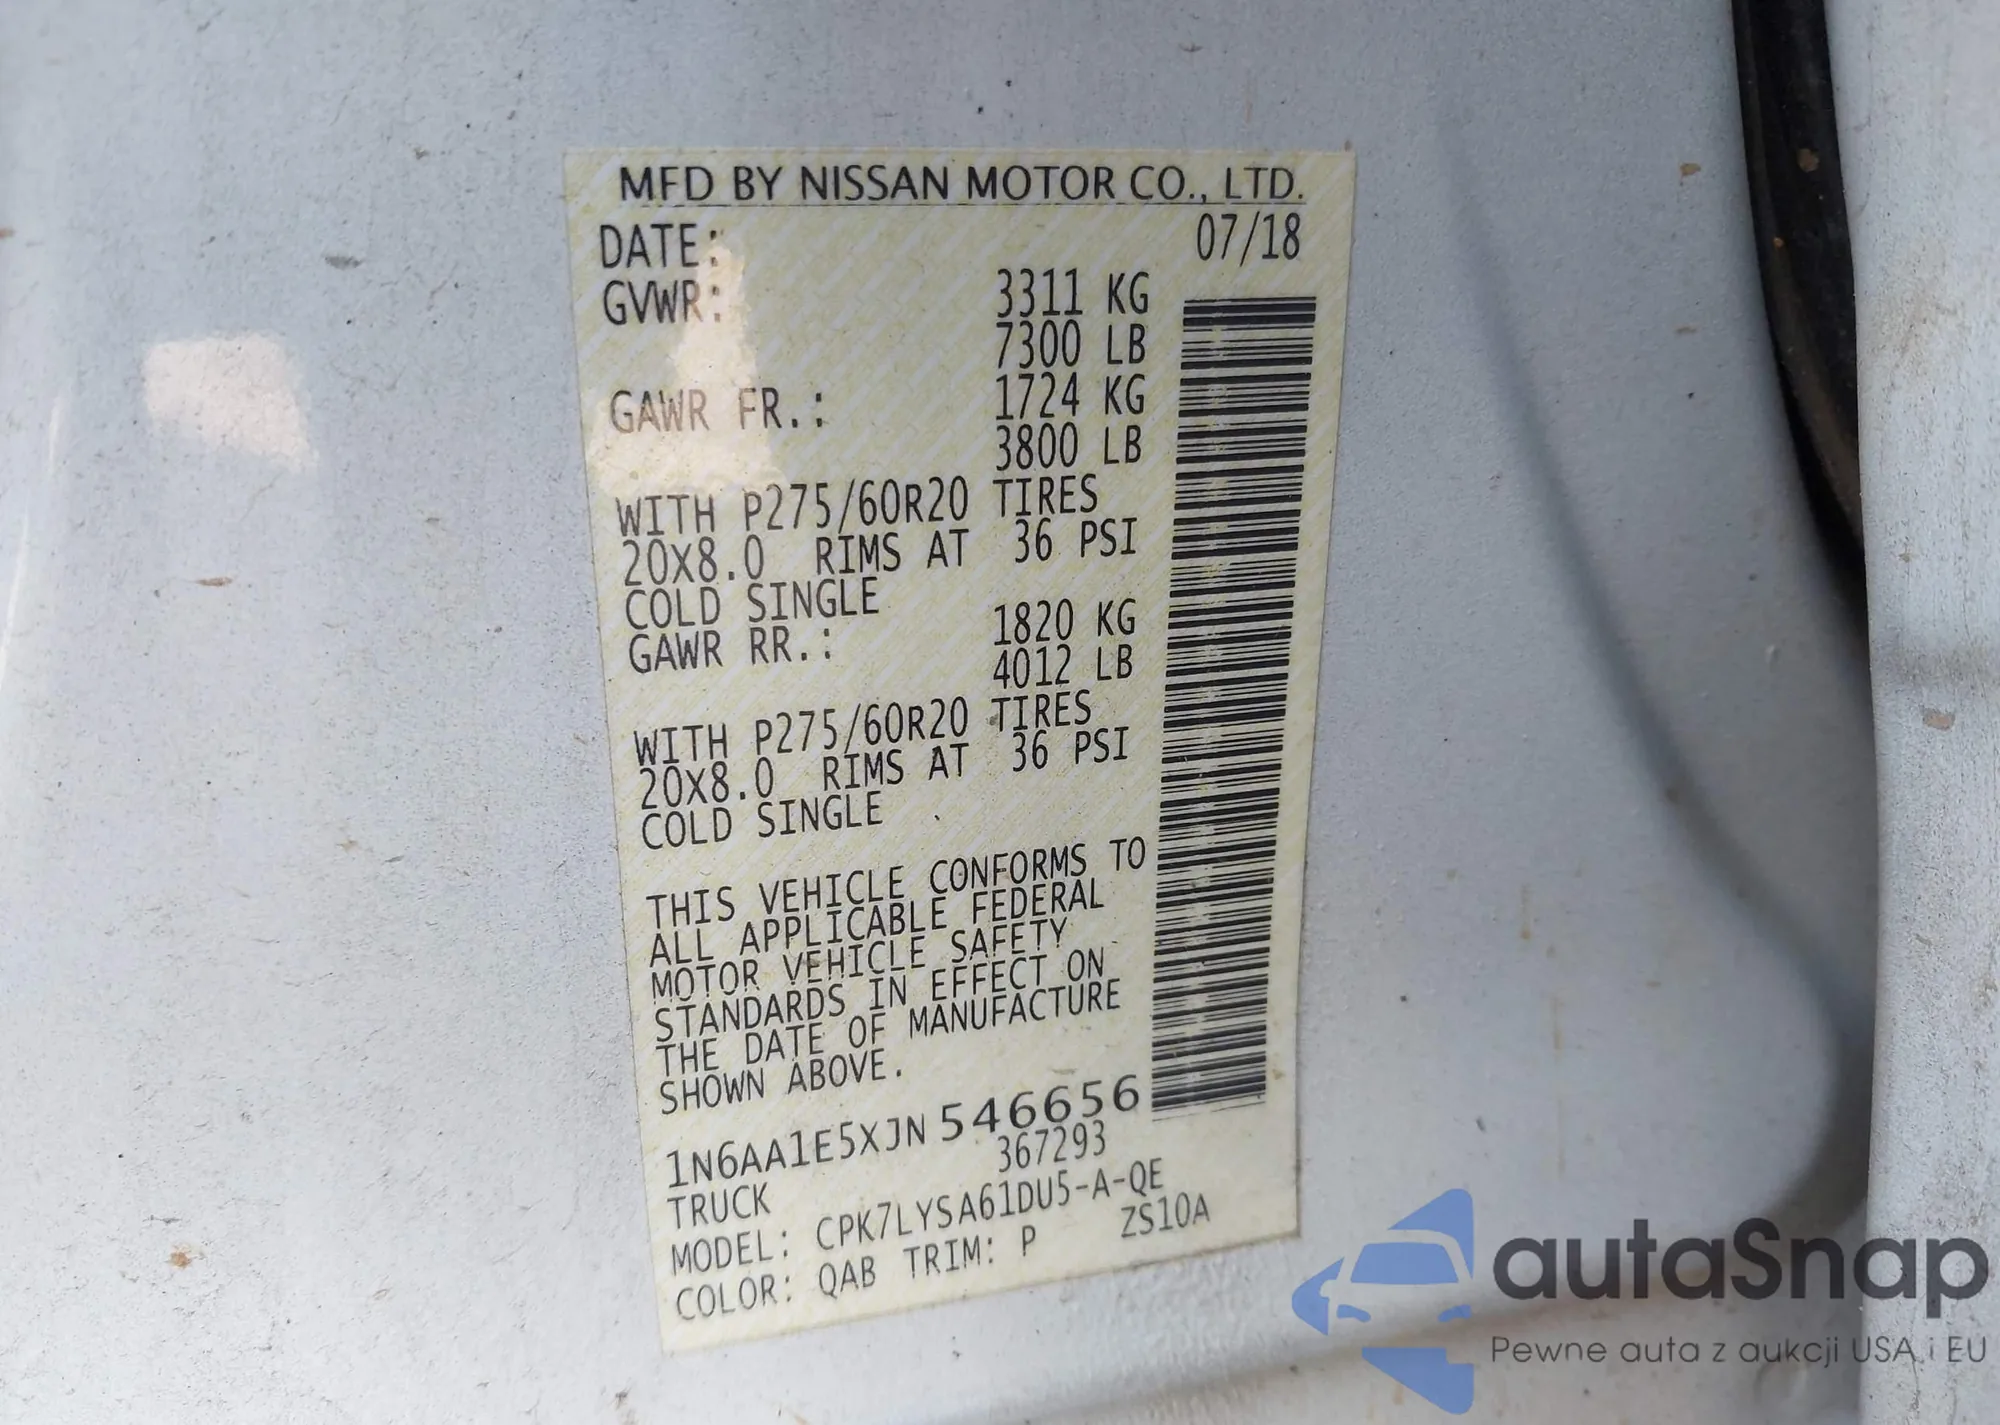 MFD BY NISSAN MOTOR CO., LTD.
DATE: 07/18
GVWR: 3311 KG
7300 LB
GAWR FR.: 1724 KG
3800 LB
WITH P275/60R20 TIRES
20X8.0 RIMS AT 36 PSI
COLD SINGLE
GAWR RR.: 1820 KG
4012 LB
WITH P275/60R20 TIRES
20X8.0 RIMS AT 36 PSI
COLD SINGLE
THIS VEHICLE CONFORMS TO
ALL APPLICABLE FEDERAL
MOTOR VEHICLE SAFETY
STANDARDS IN EFFECT ON
THE DATE OF MANUFACTURE
SHOWN ABOVE.
1N6AA1E5XJN546656
367293
TRUCK
MODEL: CPK7LYSA61DU5-A-QE
COLOR: QAB TRIM: P ZS10A
autaSnap
Pewne auta z aukcji USA i EU